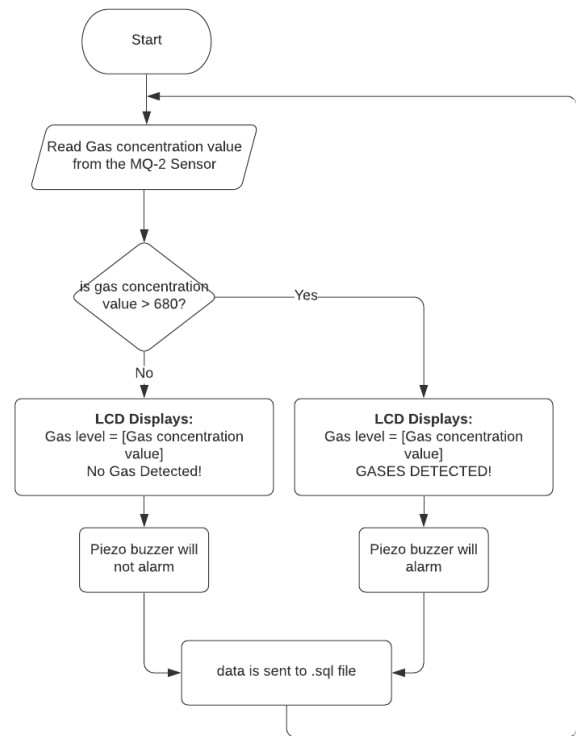 Start
Read Gas concentration value
from the MQ-2 Sensor
is gas concentration
value > 680?
Yes
No
LCD Displays:
Gas level = [Gas concentration
value]
No Gas Detected!
LCD Displays:
Gas level = [Gas concentration
value]
GASES DETECTED!
Piezo buzzer will
not alarm
Piezo buzzer will
alarm
data is sent to .sql file